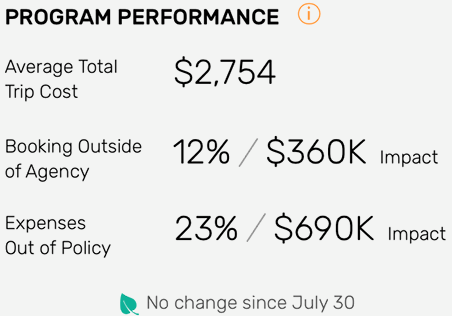 PROGRAM PERFORMANCE
Average Total
Trip Cost
$2,754
Booking Outside
of Agency
12% / $360K Impact
Expenses
Out of Policy
23% / $690K Impact
No change since July 30